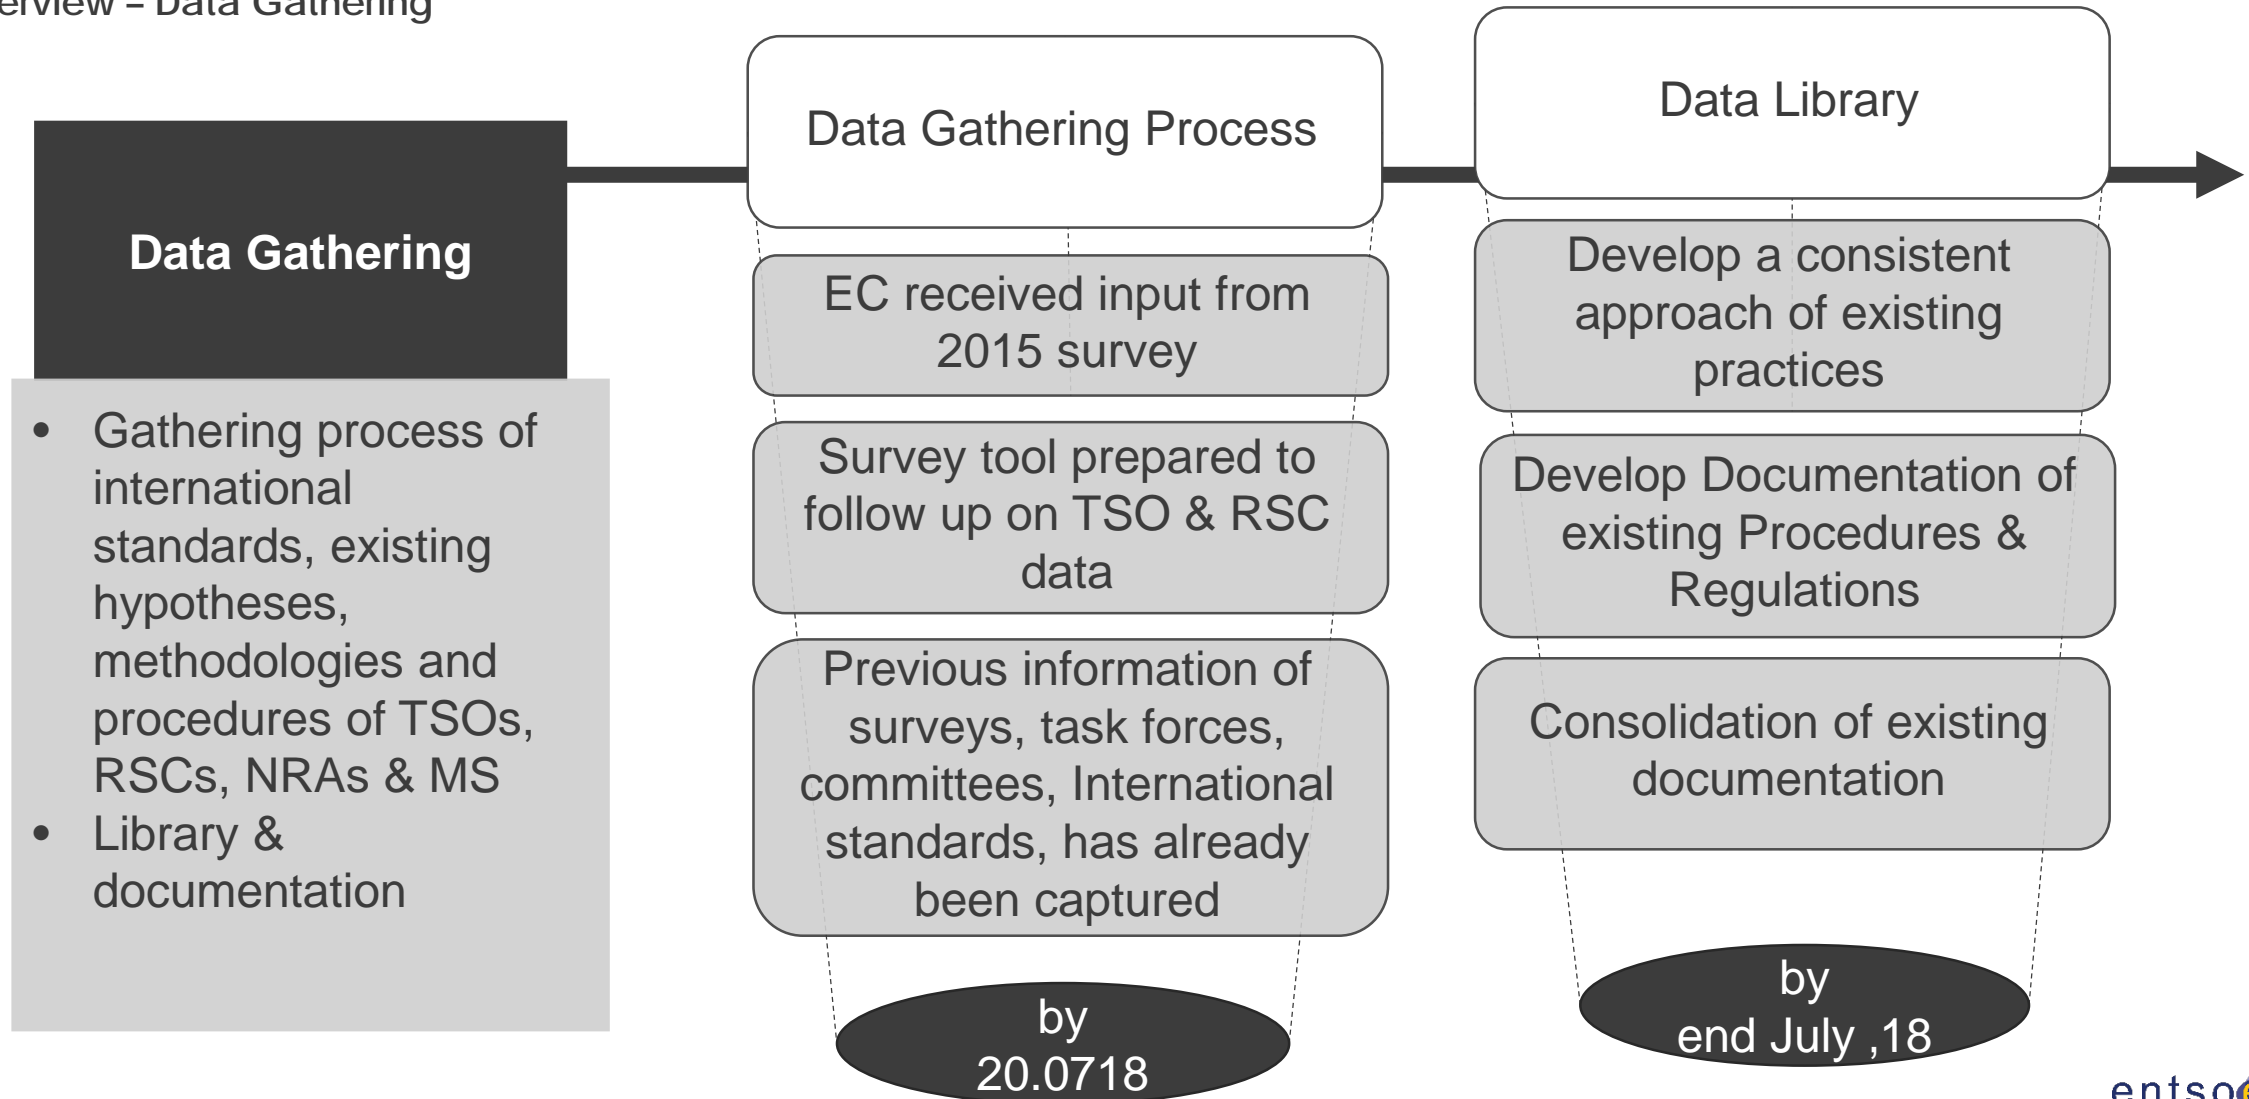 erview – Data Gathering
Data Gathering
• Gathering process of
international
standards, existing
hypotheses,
methodologies and
procedures of TSOs,
RSCs, NRAs & MS
• Library &
documentation
Data Gathering Process
EC received input from
2015 survey
Survey tool prepared to
follow up on TSO & RSC
data
Previous information of
surveys, task forces,
committees, International
standards, has already
been captured
by
20.0718
Data Library
Develop a consistent
approach of existing
practices
Develop Documentation of
existing Procedures &
Regulations
Consolidation of existing
documentation
by
end July ,18
entsoe